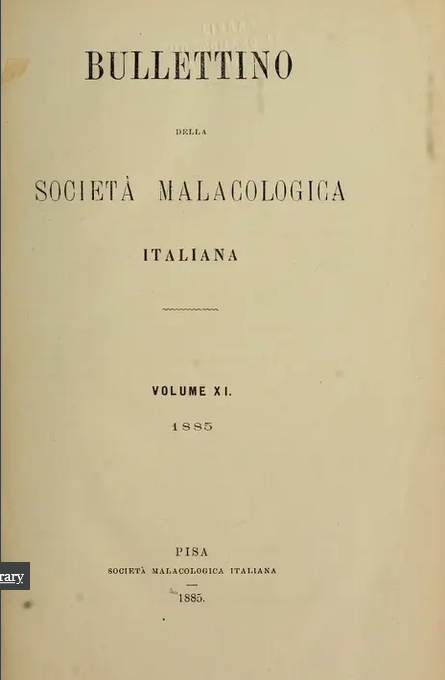 BULLETTINO
DELLA
SOCIETÀ MALACOLOGICA
ITALIANA
VOLUME XI.
1885
PISA
SOCIETÀ MALACOLOGICA ITALIANA
1885.
rary